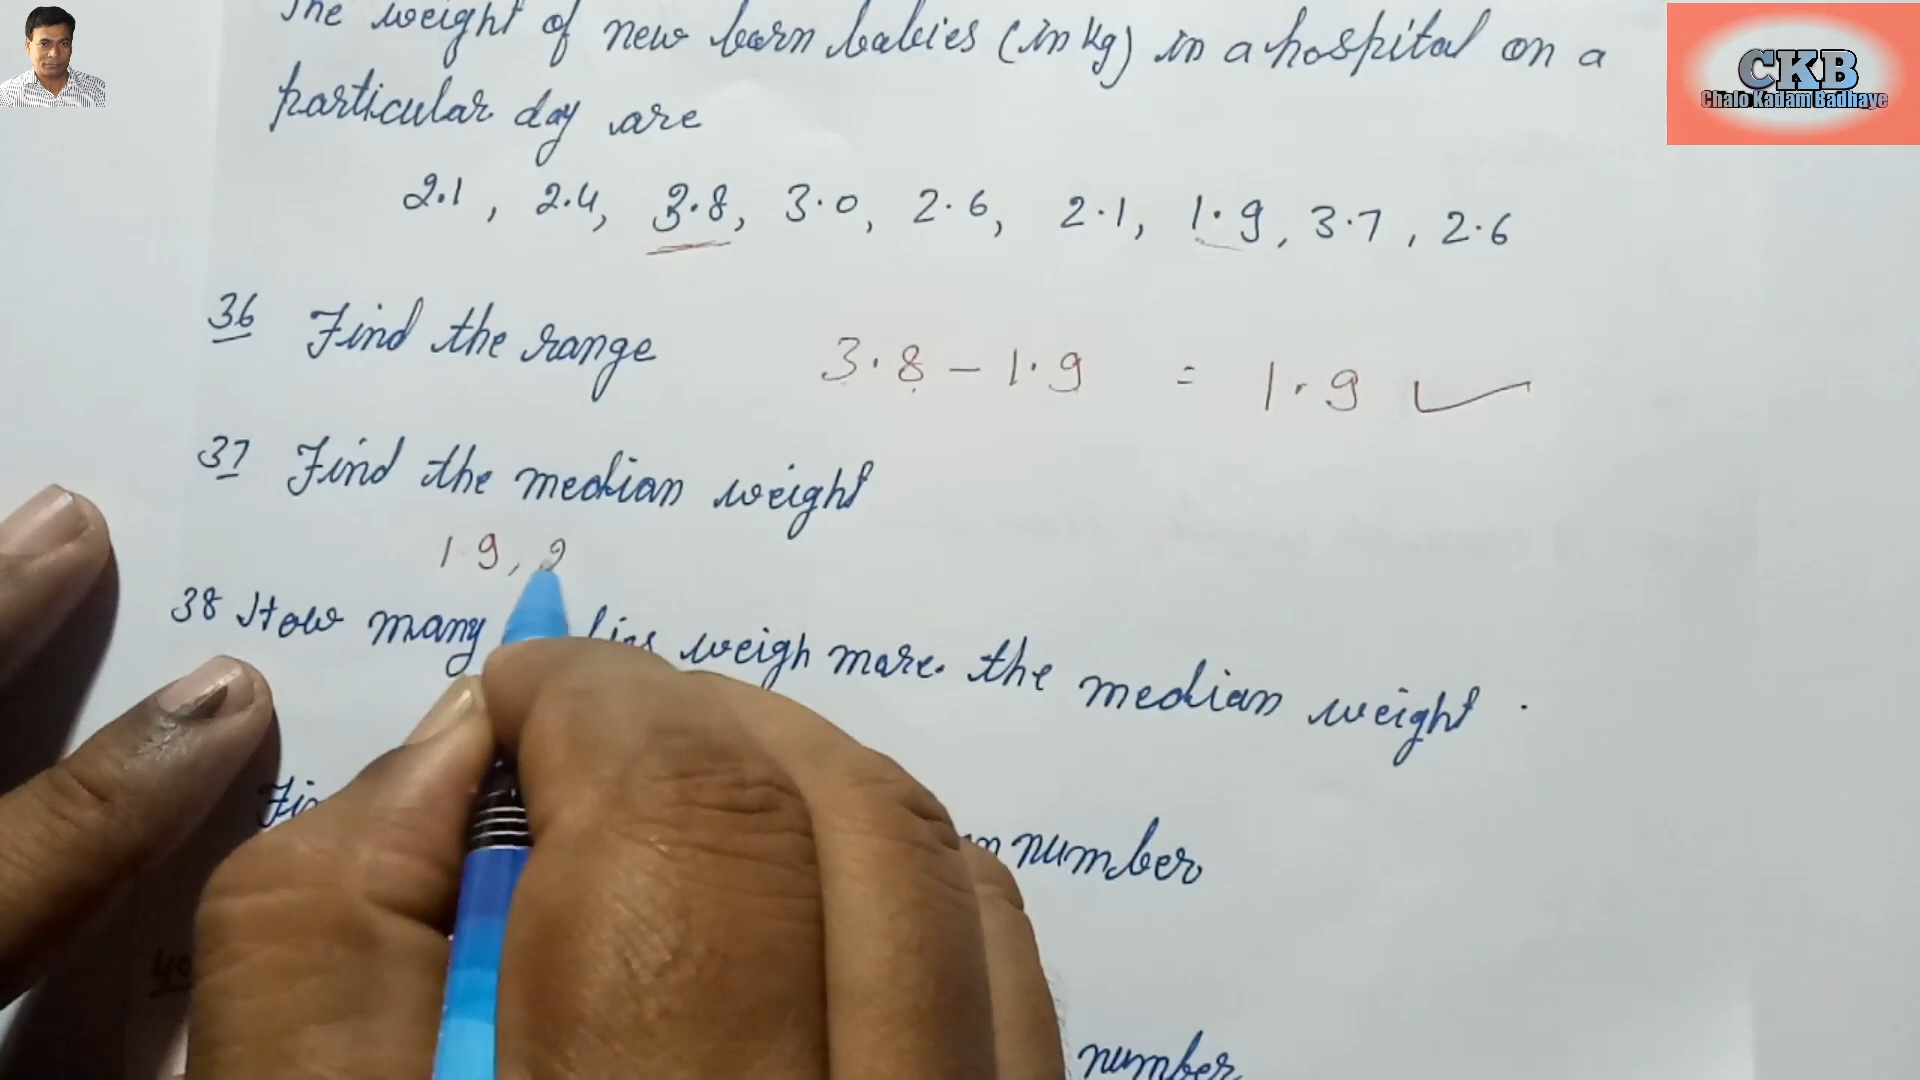 The weight of new born babies (in kg) in a hospital on a
particular day are
2.1, 2.4, 3.8, 3.0, 2.6, 2.1, 1.9, 3.7, 2.6
36 Find the range 3.8 - 1.9 = 1.9 ✓
37 Find the median weight
1.9, 2
38 How many weigh more. the median weight.
number
number
CKB
Chalo Kadam Badhaye